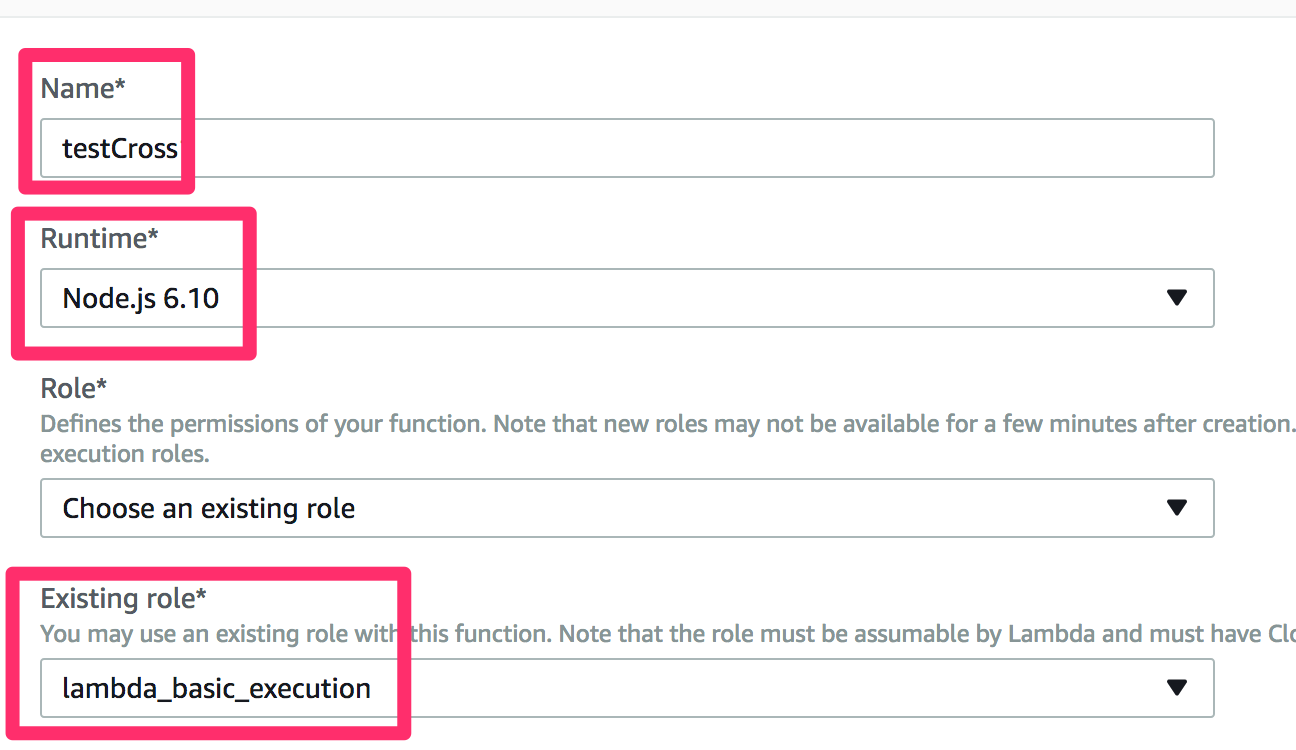 Name*
testCross
Runtime*
Node.js 6.10
Role*
Defines the permissions of your function. Note that new roles may not be available for a few minutes after creation.
execution roles.
Choose an existing role
Existing role*
You may use an existing role with this function. Note that the role must be assumable by Lambda and must have Clo
lambda_basic_execution